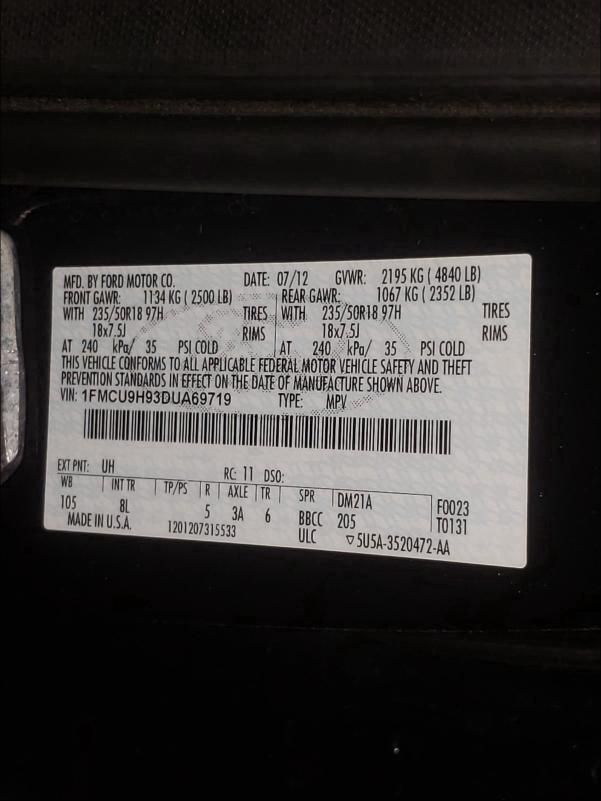 MFD. BY FORD MOTOR CO. DATE: 07/12 GVWR: 2195 KG ( 4840 LB)
FRONT GAWR: 1134 KG ( 2500 LB) REAR GAWR: 1067 KG ( 2352 LB)
WITH 235/50R18 97H TIRES WITH 235/50R18 97H TIRES
18x7.5J RIMS 18x7.5J RIMS
AT 240 kPa/ 35 PSI COLD AT 240 kPa/ 35 PSI COLD
THIS VEHICLE CONFORMS TO ALL APPLICABLE FEDERAL MOTOR VEHICLE SAFETY AND THEFT
PREVENTION STANDARDS IN EFFECT ON THE DATE OF MANUFACTURE SHOWN ABOVE.
VIN: 1FMCU9H93DUA69719 TYPE: MPV
EXT PNT: UH RC: 11 DSO:
WB INT TR TP/PS R AXLE TR SPR DM21A F0023
105 8L 5 3A 6 BBCC 205 T0131
MADE IN U.S.A. 1201207315533 ULC ▽5U5A-3520472-AA